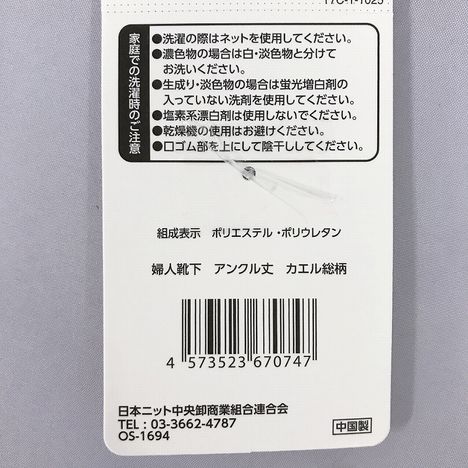 17C-1-1025
家庭での洗濯時のご注意
●洗濯の際はネットを使用してください。
●濃色物の場合は白・淡色物と分けて
お洗いください。
●生成り・淡色物の場合は蛍光増白剤の
入っていない洗剤を使用してください。
●塩素系漂白剤は使用しないでください。
●乾燥機の使用はお避けください。
●口ゴム部を上にして陰干ししてください。
組成表示 ポリエステル・ポリウレタン
婦人靴下 アンクル丈 カエル総柄
4 573523 670747
日本ニット中央卸商業組合連合会
TEL : 03-3662-4787
OS-1694
中国製